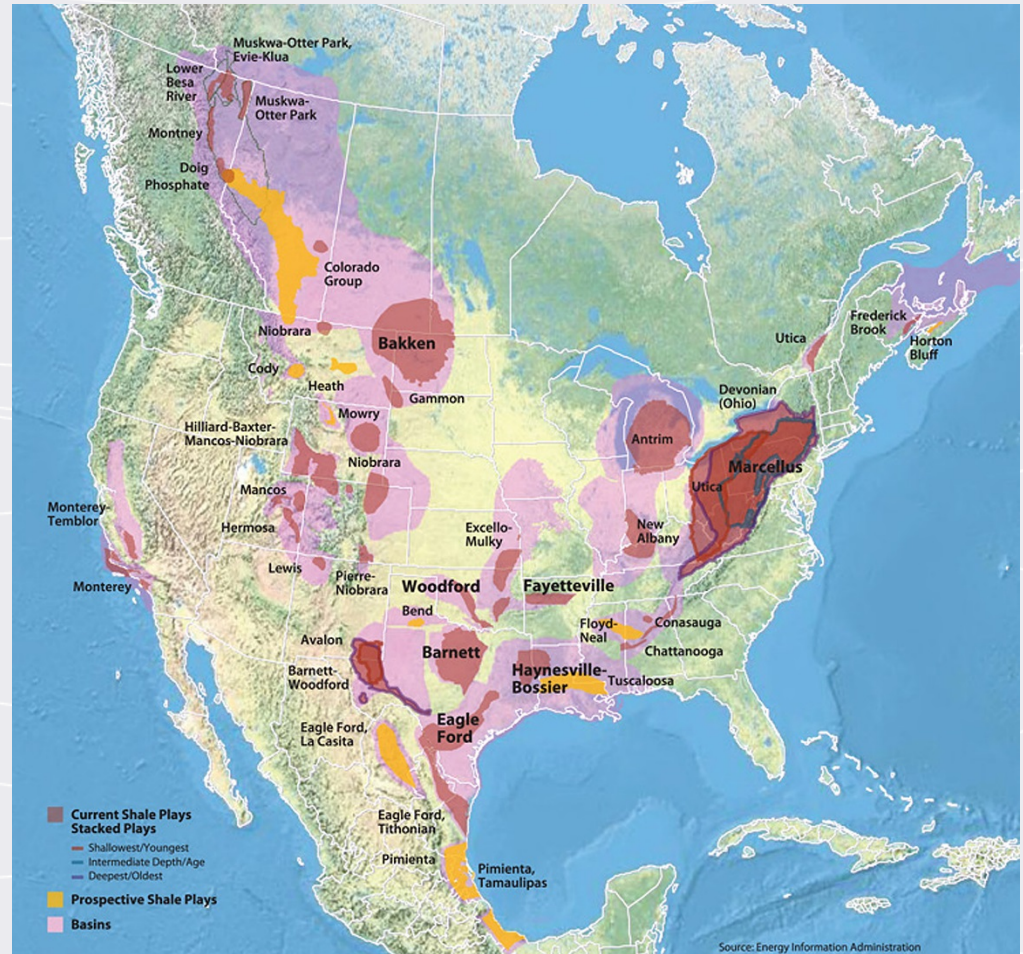 Muskwa-Otter Park,
Evie-Klua
Lower
Besa
River
Muskwa-
Otter Park
Montney
Doig
Phosphate
Colorado
Group
Niobrara
Bakken
Cody
Heath
Gammon
Mowry
Hilliard-Baxter-
Mancos-Niobrara
Niobrara
Mancos
Monterey-
Temblor
Hermosa
Excello-
Mulky
Lewis
Pierre-
Niobrara
Monterey
Utica
Frederick
Brook
Horton
Bluff
Devonian
(Ohio)
Antrim
Marcellus
Utica
New
Albany
Woodford
Fayetteville
Bend
Floyd-
Neal
Conasauga
Chattanooga
Avalon
Barnett
Barnett-
Woodford
Haynesville-
Bossier
Tuscaloosa
Eagle
Ford
Eagle Ford,
La Casita
Eagle Ford,
Tithonian
Pimienta
Pimienta,
Tamaulipas
Current Shale Plays
Stacked Plays
Shallowest/Youngest
Intermediate Depth/Age
Deepest/Oldest
Prospective Shale Plays
Basins
Source: Energy Information Administration